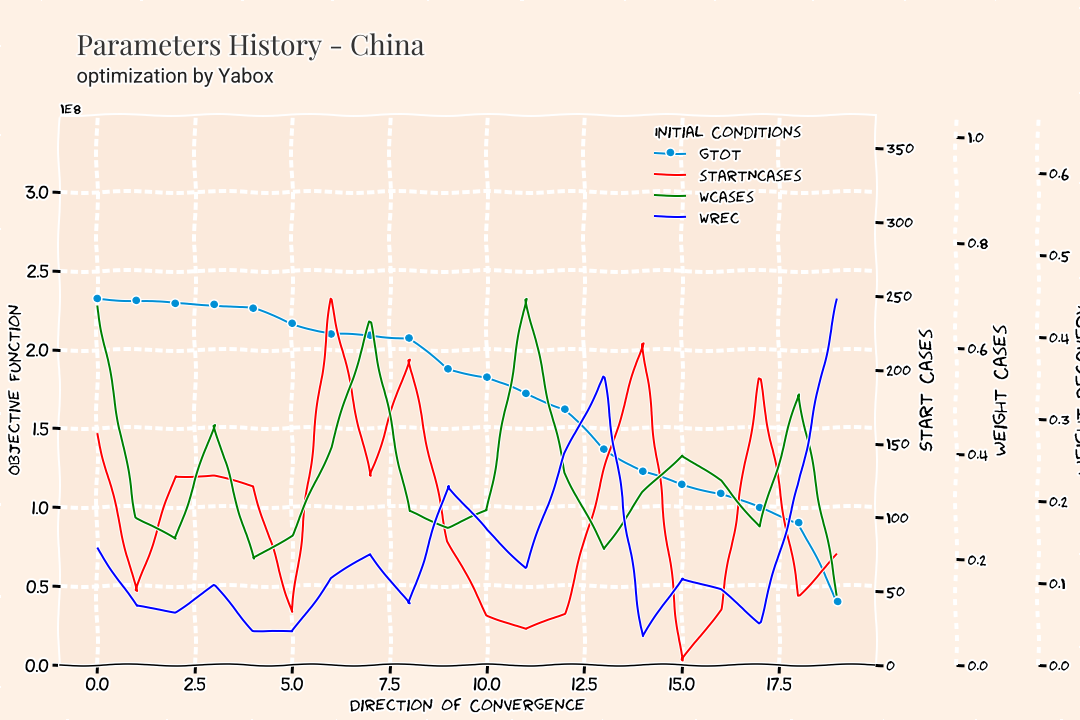 Parameters History - China
optimization by Yabox
1E8
INITIAL CONDITIONS
GTOT
STARTNCASES
WCASES
WREC
3.0
2.5
2.0
1.5
1.0
0.5
0.0
OBJECTIVE FUNCTION
0.0 2.5 5.0 7.5 10.0 12.5 15.0 17.5
DIRECTION OF CONVERGENCE
350
300
250
200
150
100
50
0
START CASES
1.0
0.8
0.6
0.4
0.2
0.0
WEIGHT CASES
0.6
0.5
0.4
0.3
0.2
0.1
0.0